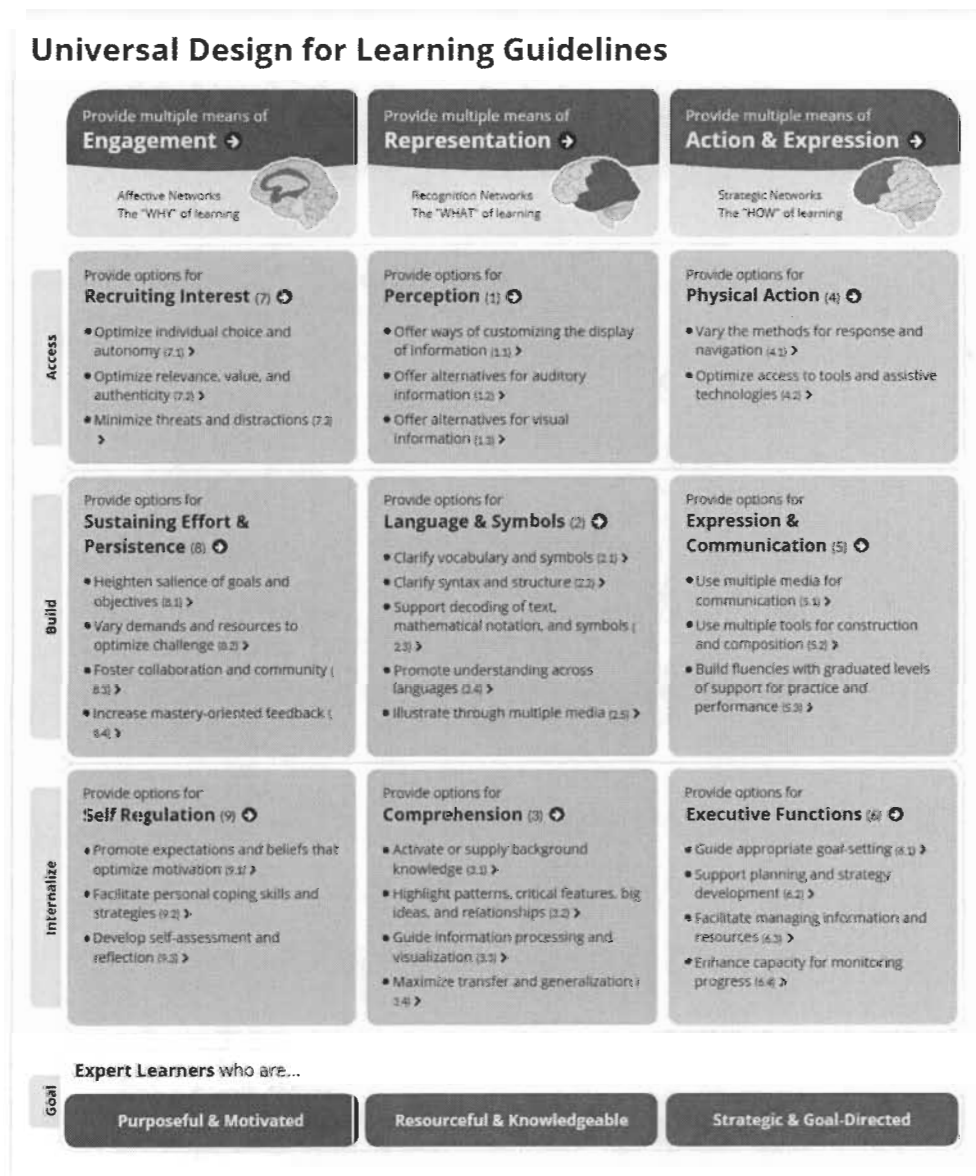 Universal Design for Learning Guidelines
Provide multiple means of
Engagement
Affective Networks
The "WHY" of learning
Provide multiple means of
Representation
Recognition Networks
The "WHAT" of learning
Provide multiple means of
Action & Expression
Strategic Networks
The "HOW" of learning
Access
Provide options for
Recruiting Interest (7)
• Optimize individual choice and
autonomy (7.1) >
• Optimize relevance, value, and
authenticity (7.2) >
• Minimize threats and distractions (7.3)
>
Provide options for
Perception (1)
• Offer ways of customizing the display
of information (1.1) >
• Offer alternatives for auditory
information (1.2) >
• Offer alternatives for visual
information (1.3) >
Provide options for
Physical Action (4)
• Vary the methods for response and
navigation (4.1) >
• Optimize access to tools and assistive
technologies (4.2) >
Build
Provide options for
Sustaining Effort &
Persistence (8)
• Heighten salience of goals and
objectives (8.1) >
• Vary demands and resources to
optimize challenge (8.2) >
• Foster collaboration and community (
8.3) >
• Increase mastery-oriented feedback (
8.4) >
Provide options for
Language & Symbols (2)
• Clarify vocabulary and symbols (2.1) >
• Clarify syntax and structure (2.2) >
• Support decoding of text,
mathematical notation, and symbols (
2.3) >
• Promote understanding across
languages (2.4) >
• Illustrate through multiple media (2.5) >
Provide options for
Expression &
Communication (5)
• Use multiple media for
communication (5.1) >
• Use multiple tools for construction
and composition (5.2) >
• Build fluencies with graduated levels
of support for practice and
performance (5.3) >
Internalize
Provide options for
Self Regulation (9)
• Promote expectations and beliefs that
optimize motivation (9.1) >
• Facilitate personal coping skills and
strategies (9.2) >
• Develop self-assessment and
reflection (9.3) >
Provide options for
Comprehension (3)
• Activate or supply background
knowledge (3.1) >
• Highlight patterns, critical features, big
ideas, and relationships (3.2) >
• Guide information processing and
visualization (3.3) >
• Maximize transfer and generalization (
3.4) >
Provide options for
Executive Functions (6)
• Guide appropriate goal-setting (6.1) >
• Support planning and strategy
development (6.2) >
• Facilitate managing information and
resources (6.3) >
• Enhance capacity for monitoring
progress (6.4) >
Goal
Expert Learners who are...
Purposeful & Motivated
Resourceful & Knowledgeable
Strategic & Goal-Directed